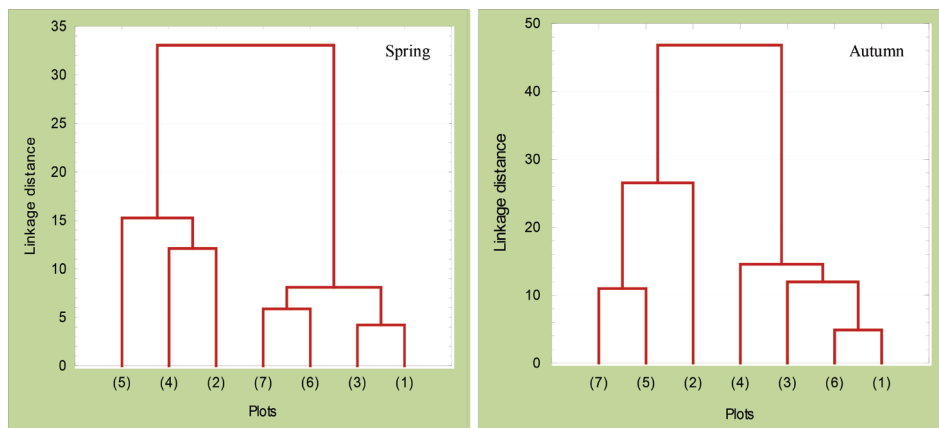 Spring
Linkage distance
35
30
25
20
15
10
5
0
(5) (4) (2) (7) (6) (3) (1)
Plots
Autumn
Linkage distance
50
40
30
20
10
0
(7) (5) (2) (4) (3) (6) (1)
Plots